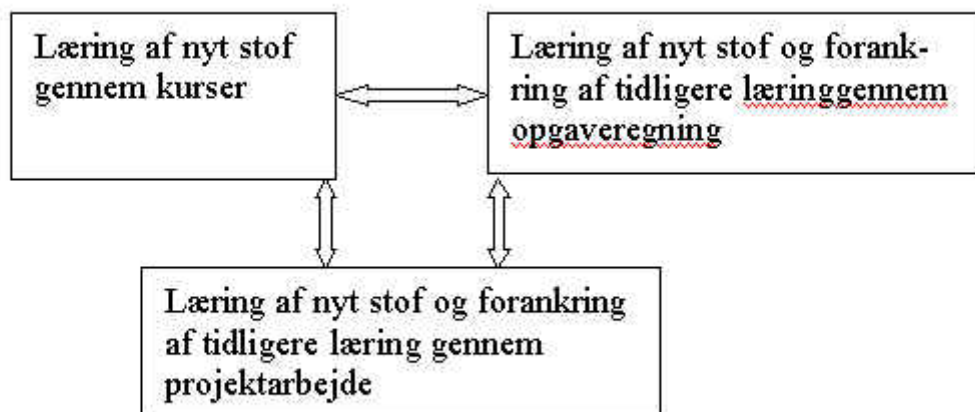 Læring af nyt stof
gennem kurser
Læring af nyt stof og forank-
ring af tidligere læringgennem
opgaveregning
Læring af nyt stof og forankring
af tidligere læring gennem
projektarbejde